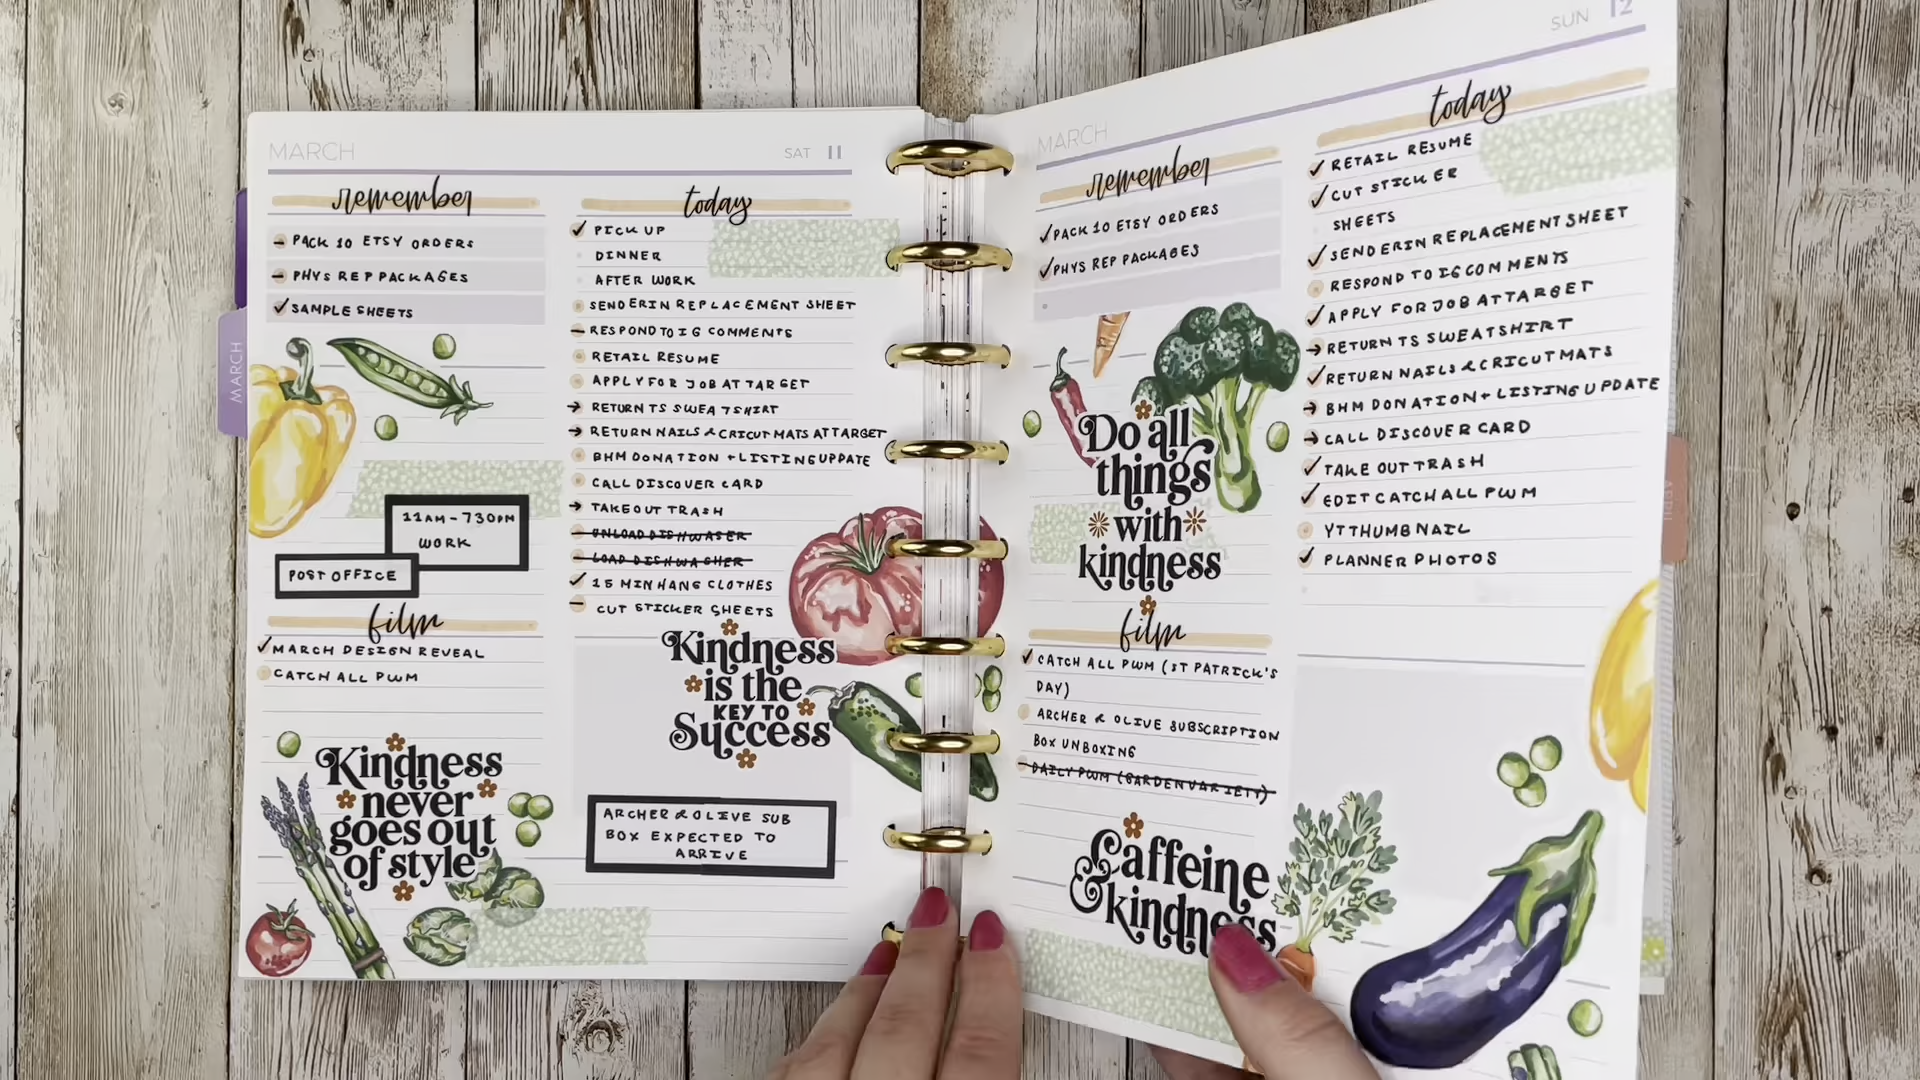 MARCH
SAT 11
remember
PACK 10 ETSY ORDERS
PHYS REP PACKAGES
SAMPLE SHEETS
MARCH
11AM-730PM
WORK
POST OFFICE
film
MARCH DESIGN REVEAL
CATCH ALL PWM
Kindness
never
goes out
of style
today
PICK UP
DINNER
AFTER WORK
SEND ERIN REPLACEMENT SHEET
RESPOND TO IG COMMENTS
RETAIL RESUME
APPLY FOR JOB AT TARGET
RETURN TS SWEATSHIRT
RETURN NAILS & CRICUT MATS AT TARGET
BHM DONATION + LISTING UPDATE
CALL DISCOVER CARD
TAKE OUT TRASH
UNLOAD DISHWASER
LOAD DISHWASHER
15 MIN HANG CLOTHES
CUT STICKER SHEETS
Kindness
is the
KEY TO
Success
ARCHER & OLIVE SUB
BOX EXPECTED TO
ARRIVE
MARCH
SUN 12
remember
PACK 10 ETSY ORDERS
PHYS REP PACKAGES
Do all
things
with
kindness
film
CATCH ALL PWM (ST PATRICK'S
DAY)
ARCHER & OLIVE SUBSCRIPTION
BOX UNBOXING
DAILY PWM (GARDEN VARIETY)
Caffeine
& kindness
today
RETAIL RESUME
CUT STICKER
SHEETS
SEND ERIN REPLACEMENT SHEET
RESPOND TO IG COMMENTS
APPLY FOR JOB AT TARGET
RETURN TS SWEATSHIRT
RETURN NAILS & CRICUT MATS
BHM DONATION + LISTING UPDATE
CALL DISCOVER CARD
TAKE OUT TRASH
EDIT CATCH ALL PWM
YT THUMBNAIL
PLANNER PHOTOS
APRIL